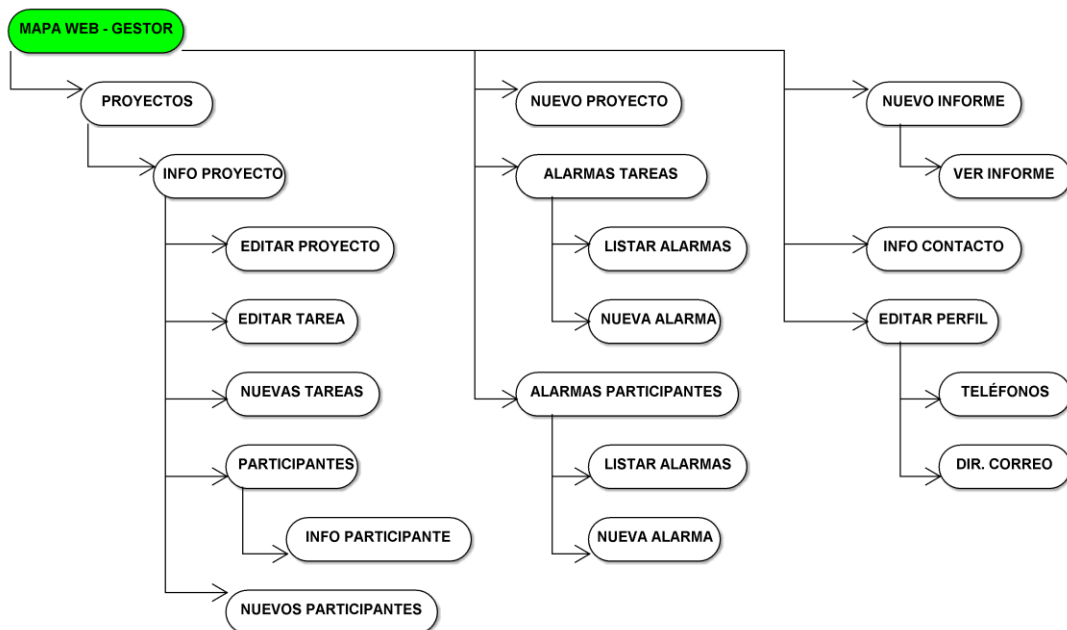 MAPA WEB - GESTOR
PROYECTOS
INFO PROYECTO
EDITAR PROYECTO
EDITAR TAREA
NUEVAS TAREAS
PARTICIPANTES
INFO PARTICIPANTE
NUEVOS PARTICIPANTES
NUEVO PROYECTO
ALARMAS TAREAS
LISTAR ALARMAS
NUEVA ALARMA
ALARMAS PARTICIPANTES
LISTAR ALARMAS
NUEVA ALARMA
NUEVO INFORME
VER INFORME
INFO CONTACTO
EDITAR PERFIL
TELÉFONOS
DIR. CORREO